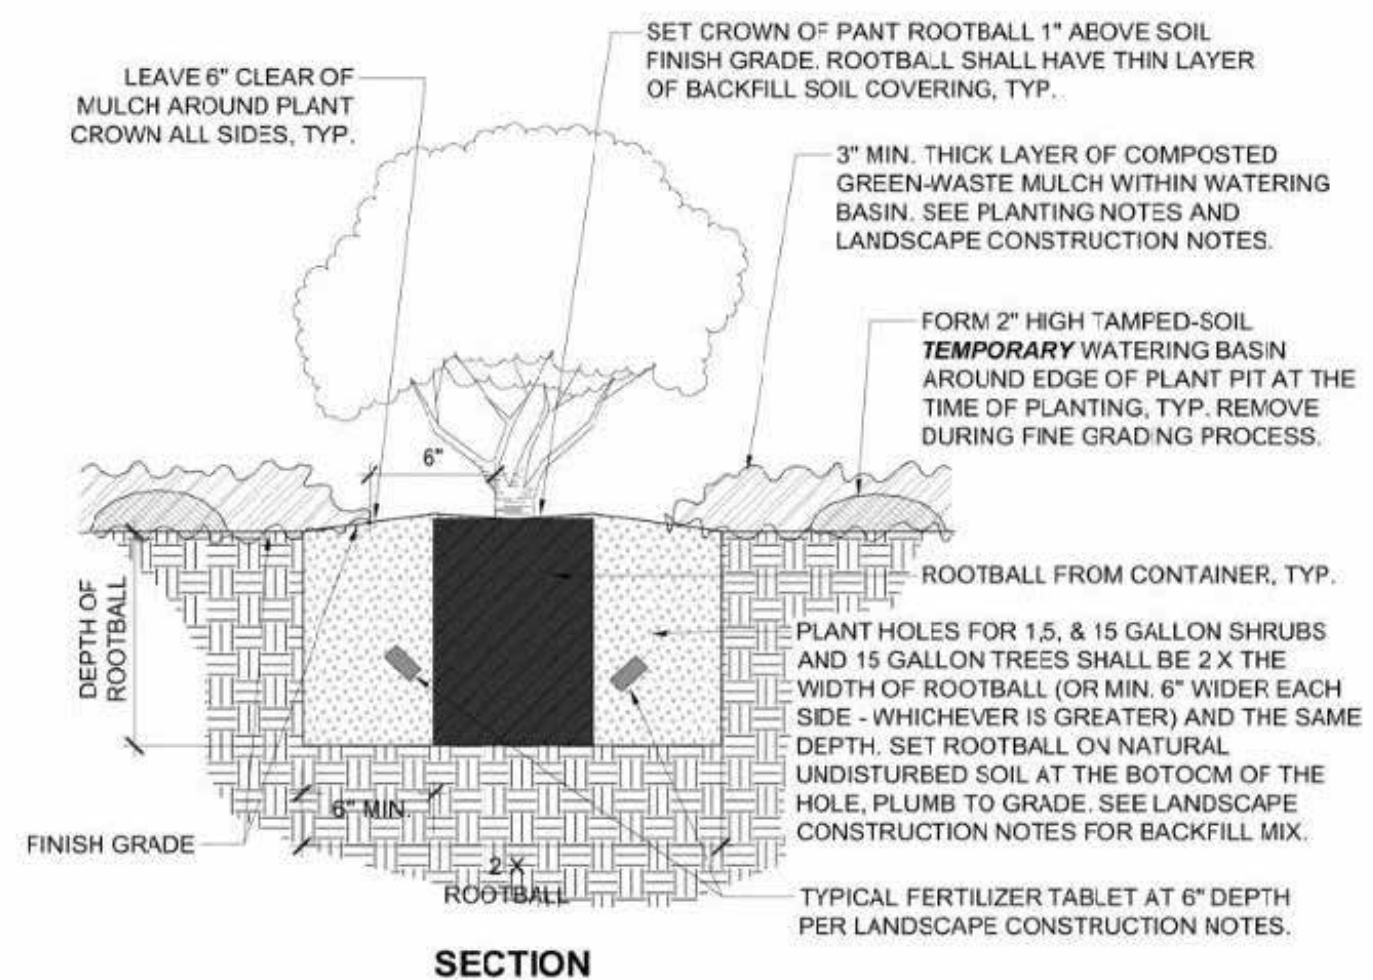 SET CROWN OF PANT ROOTBALL 1" ABOVE SOIL
FINISH GRADE. ROOTBALL SHALL HAVE THIN LAYER
OF BACKFILL SOIL COVERING, TYP.
LEAVE 6" CLEAR OF
MULCH AROUND PLANT
CROWN ALL SIDES, TYP.
3" MIN. THICK LAYER OF COMPOSTED
GREEN-WASTE MULCH WITHIN WATERING
BASIN. SEE PLANTING NOTES AND
LANDSCAPE CONSTRUCTION NOTES.
FORM 2" HIGH TAMPED-SOIL
TEMPORARY WATERING BASIN
AROUND EDGE OF PLANT PIT AT THE
TIME OF PLANTING, TYP. REMOVE
DURING FINE GRADING PROCESS.
6"
ROOTBALL FROM CONTAINER, TYP.
DEPTH OF
ROOTBALL
PLANT HOLES FOR 1,5, & 15 GALLON SHRUBS
AND 15 GALLON TREES SHALL BE 2 X THE
WIDTH OF ROOTBALL (OR MIN. 6" WIDER EACH
SIDE - WHICHEVER IS GREATER) AND THE SAME
DEPTH. SET ROOTBALL ON NATURAL
UNDISTURBED SOIL AT THE BOTOCM OF THE
HOLE, PLUMB TO GRADE. SEE LANDSCAPE
CONSTRUCTION NOTES FOR BACKFILL MIX.
6" MIN.
FINISH GRADE
2 X
ROOTBALL
TYPICAL FERTILIZER TABLET AT 6" DEPTH
PER LANDSCAPE CONSTRUCTION NOTES.
SECTION